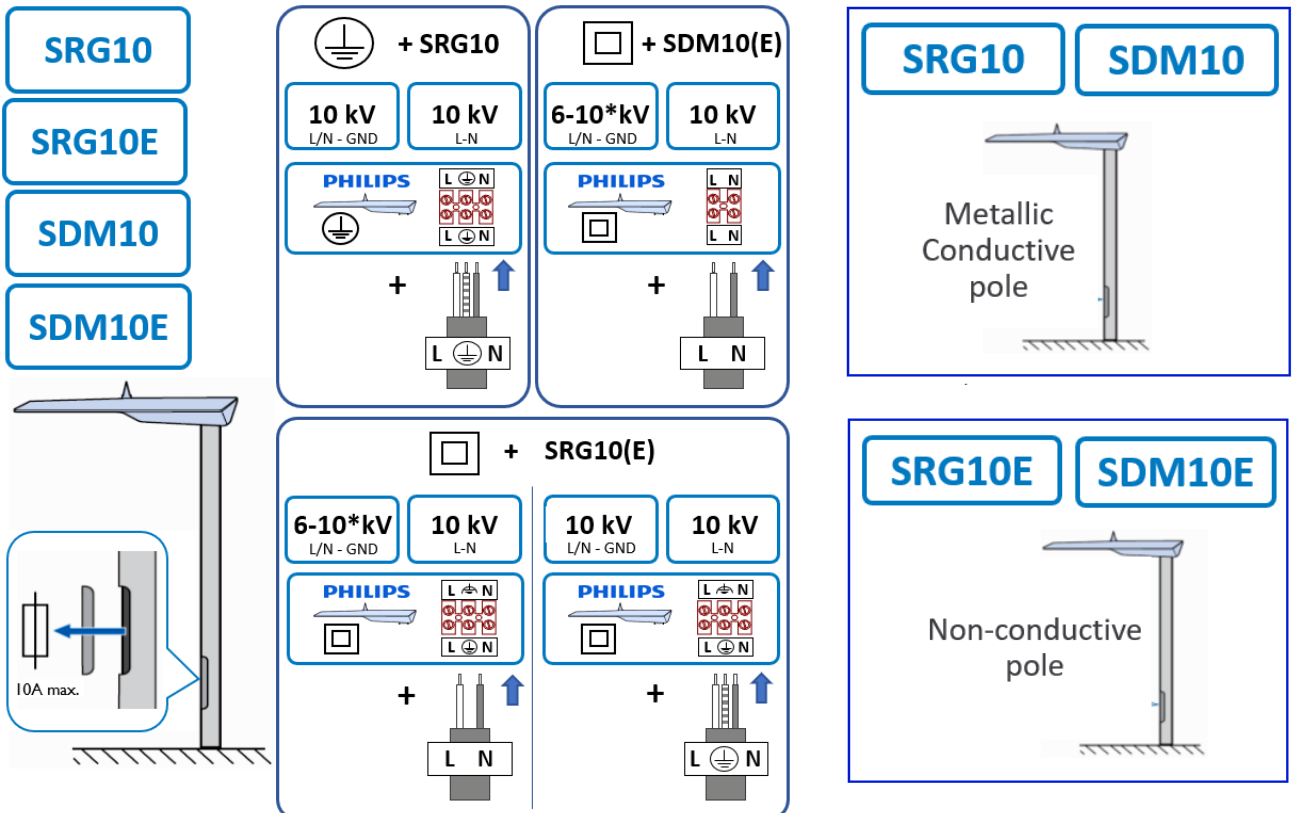 SRG10
SRG10E
SDM10
SDM10E
10A max.
+ SRG10
10 kV
L/N - GND
10 kV
L-N
PHILIPS
L N
L N
+
L N
+ SDM10(E)
6-10*kV
L/N - GND
10 kV
L-N
PHILIPS
L N
L N
+
L N
+ SRG10(E)
6-10*kV
L/N - GND
10 kV
L-N
PHILIPS
L N
L N
+
L N
10 kV
L/N - GND
10 kV
L-N
PHILIPS
L N
L N
+
L N
SRG10
SDM10
Metallic
Conductive
pole
SRG10E
SDM10E
Non-conductive
pole